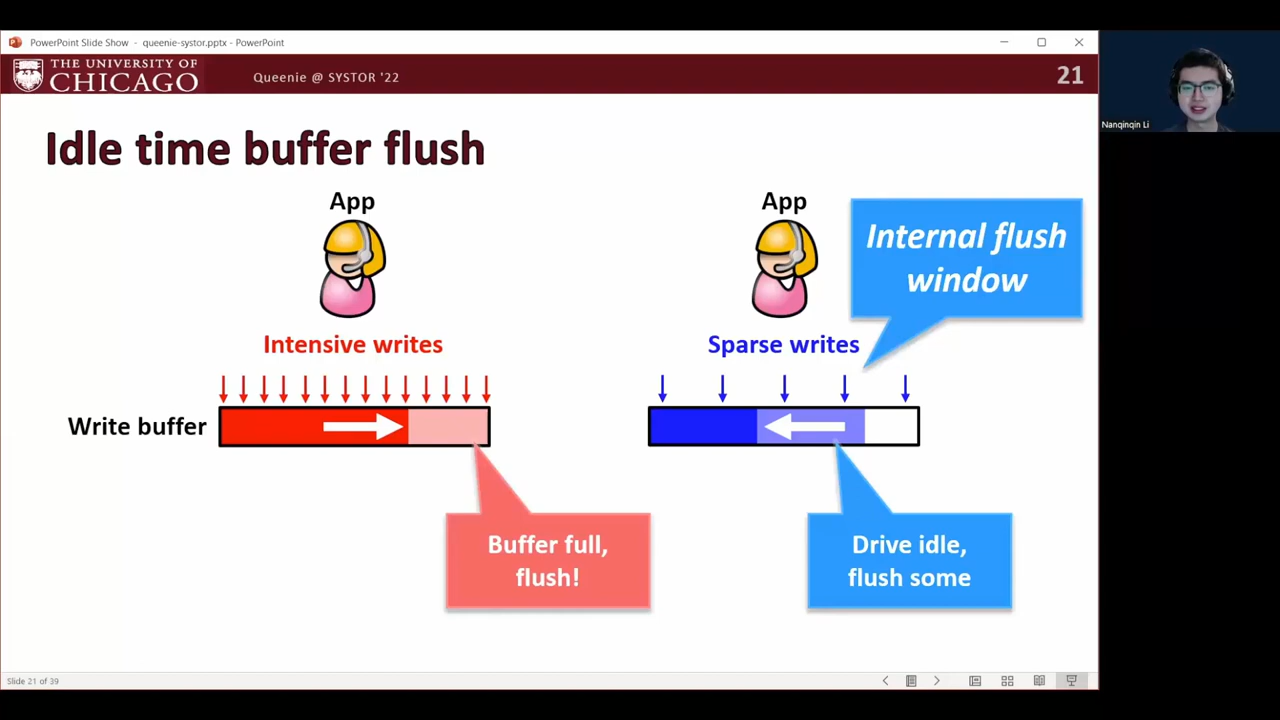 PowerPoint Slide Show - queenie-systor.pptx - PowerPoint
THE UNIVERSITY OF
CHICAGO
Queenie @ SYSTOR '22
21
Nanqinqin Li
Idle time buffer flush
App
App
Internal flush
window
Intensive writes
Sparse writes
Write buffer
Buffer full,
flush!
Drive idle,
flush some
Slide 21 of 39